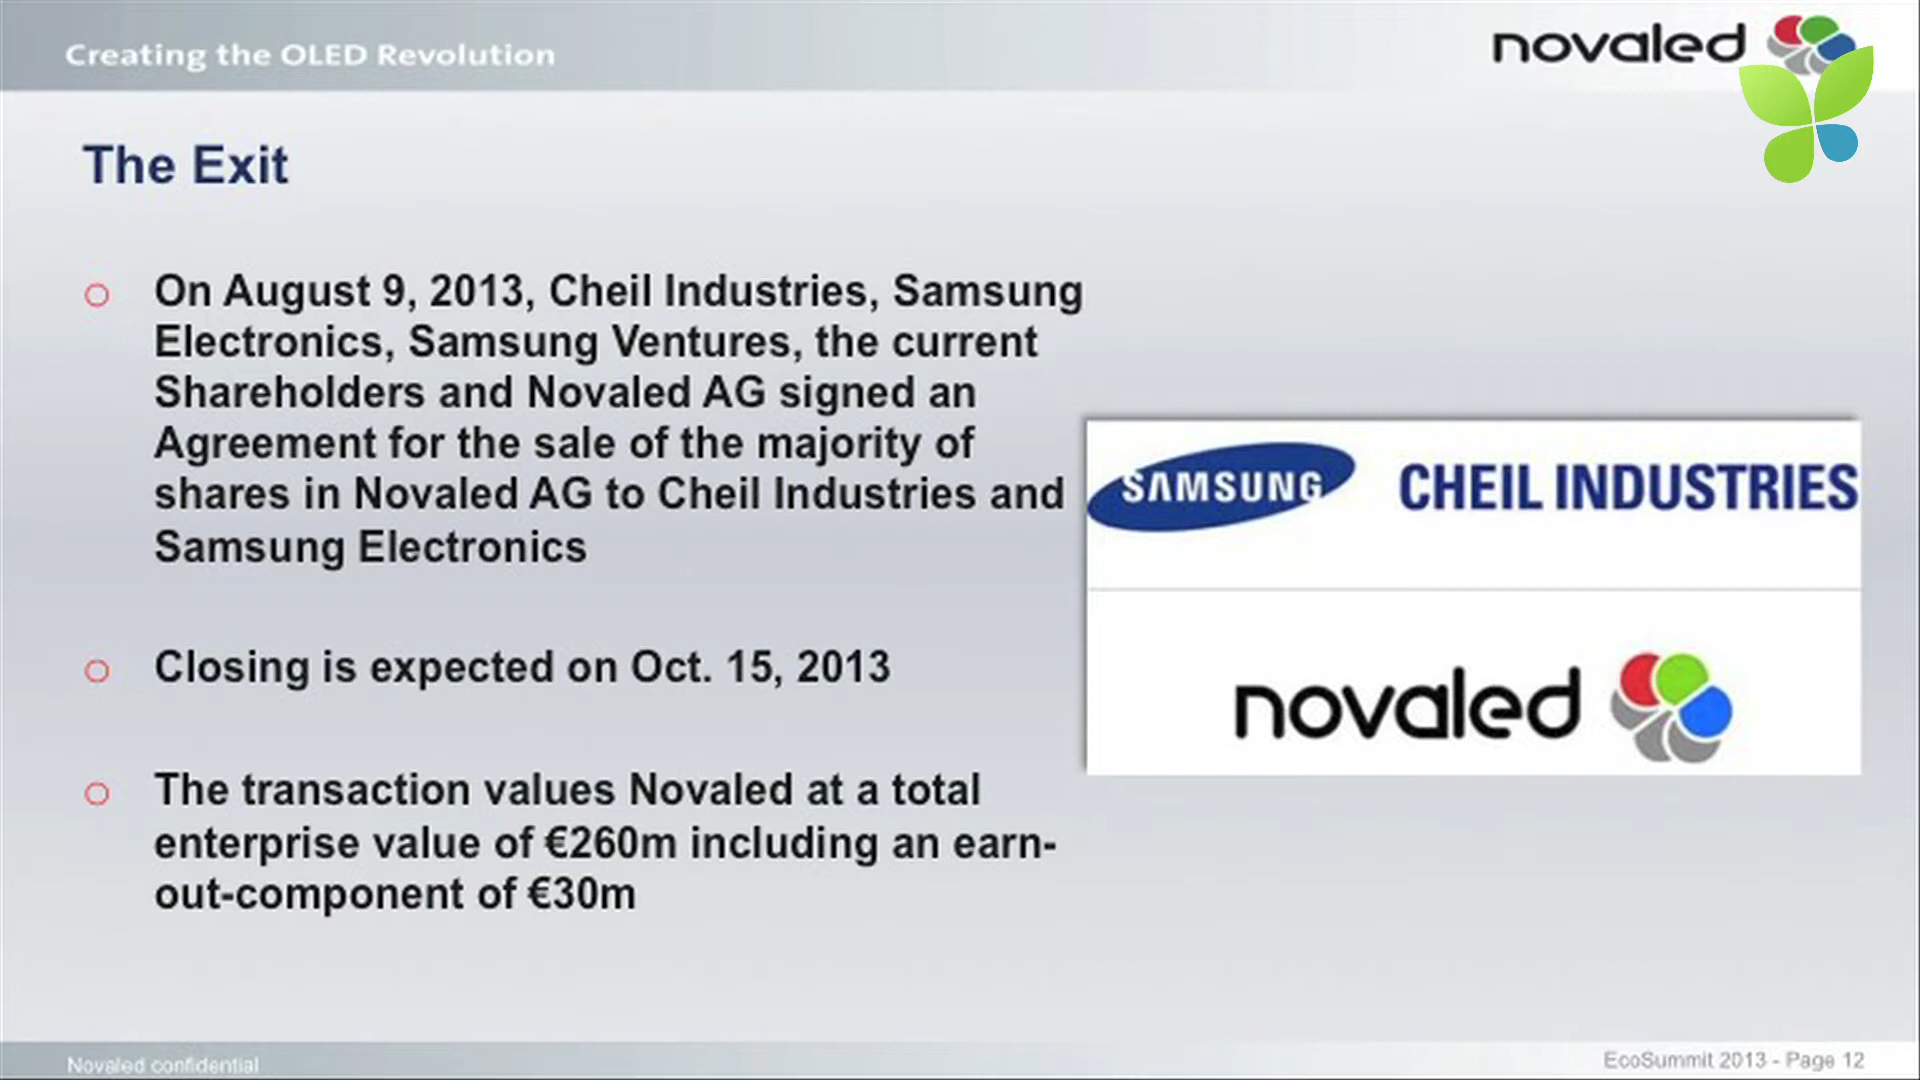 Creating the OLED Revolution
novaled
The Exit
On August 9, 2013, Cheil Industries, Samsung
Electronics, Samsung Ventures, the current
Shareholders and Novaled AG signed an
Agreement for the sale of the majority of
shares in Novaled AG to Cheil Industries and
Samsung Electronics
Closing is expected on Oct. 15, 2013
The transaction values Novaled at a total
enterprise value of €260m including an earn-
out-component of €30m
SAMSUNG CHEIL INDUSTRIES
novaled
Novaled confidential
EcoSummit 2013 - Page 12